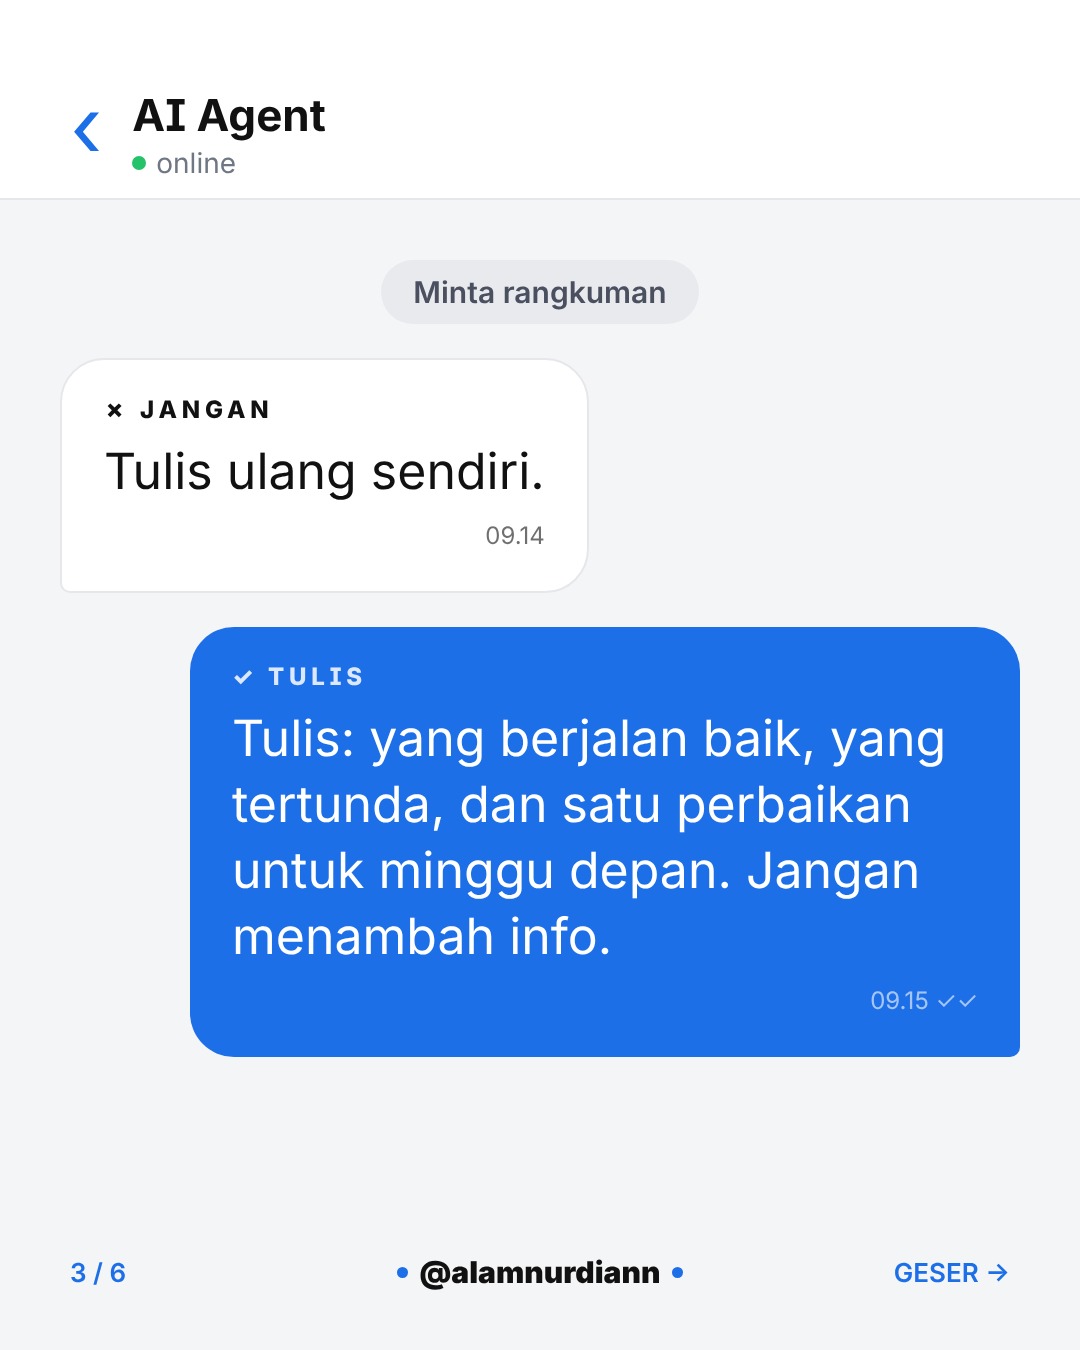 AI Agent
online
Minta rangkuman
× JANGAN
Tulis ulang sendiri.
09.14
✓ TULIS
Tulis: yang berjalan baik, yang
tertunda, dan satu perbaikan
untuk minggu depan. Jangan
menambah info.
09.15 ✓✓
3 / 6
• @alamnurdiann •
GESER →